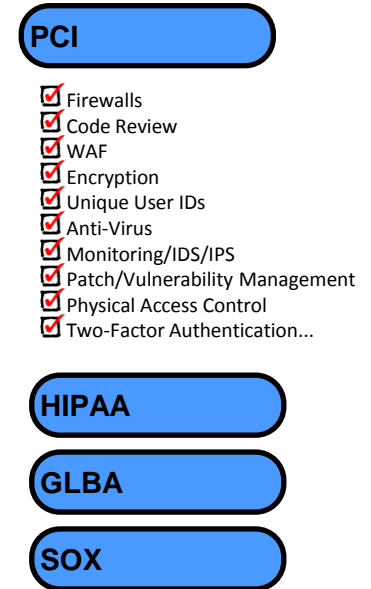 PCI
Firewalls
Code Review
WAF
Encryption
Unique User IDs
Anti-Virus
Monitoring/IDS/IPS
Patch/Vulnerability Management
Physical Access Control
Two-Factor Authentication...
HIPAA
GLBA
SOX